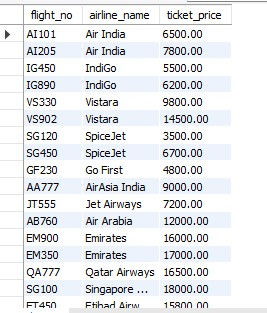 flight_no airline_name ticket_price
AI101 Air India 6500.00
AI205 Air India 7800.00
IG450 IndiGo 5500.00
IG890 IndiGo 6200.00
VS330 Vistara 9800.00
VS902 Vistara 14500.00
SG120 SpiceJet 3500.00
SG450 SpiceJet 6700.00
GF230 Go First 4800.00
AA777 AirAsia India 9000.00
JT555 Jet Airways 7200.00
AB760 Air Arabia 12000.00
EM900 Emirates 16000.00
EM350 Emirates 17000.00
QA777 Qatar Airways 16500.00
SG100 Singapore ... 18000.00
ET450 Etihad Airw... 15800.00